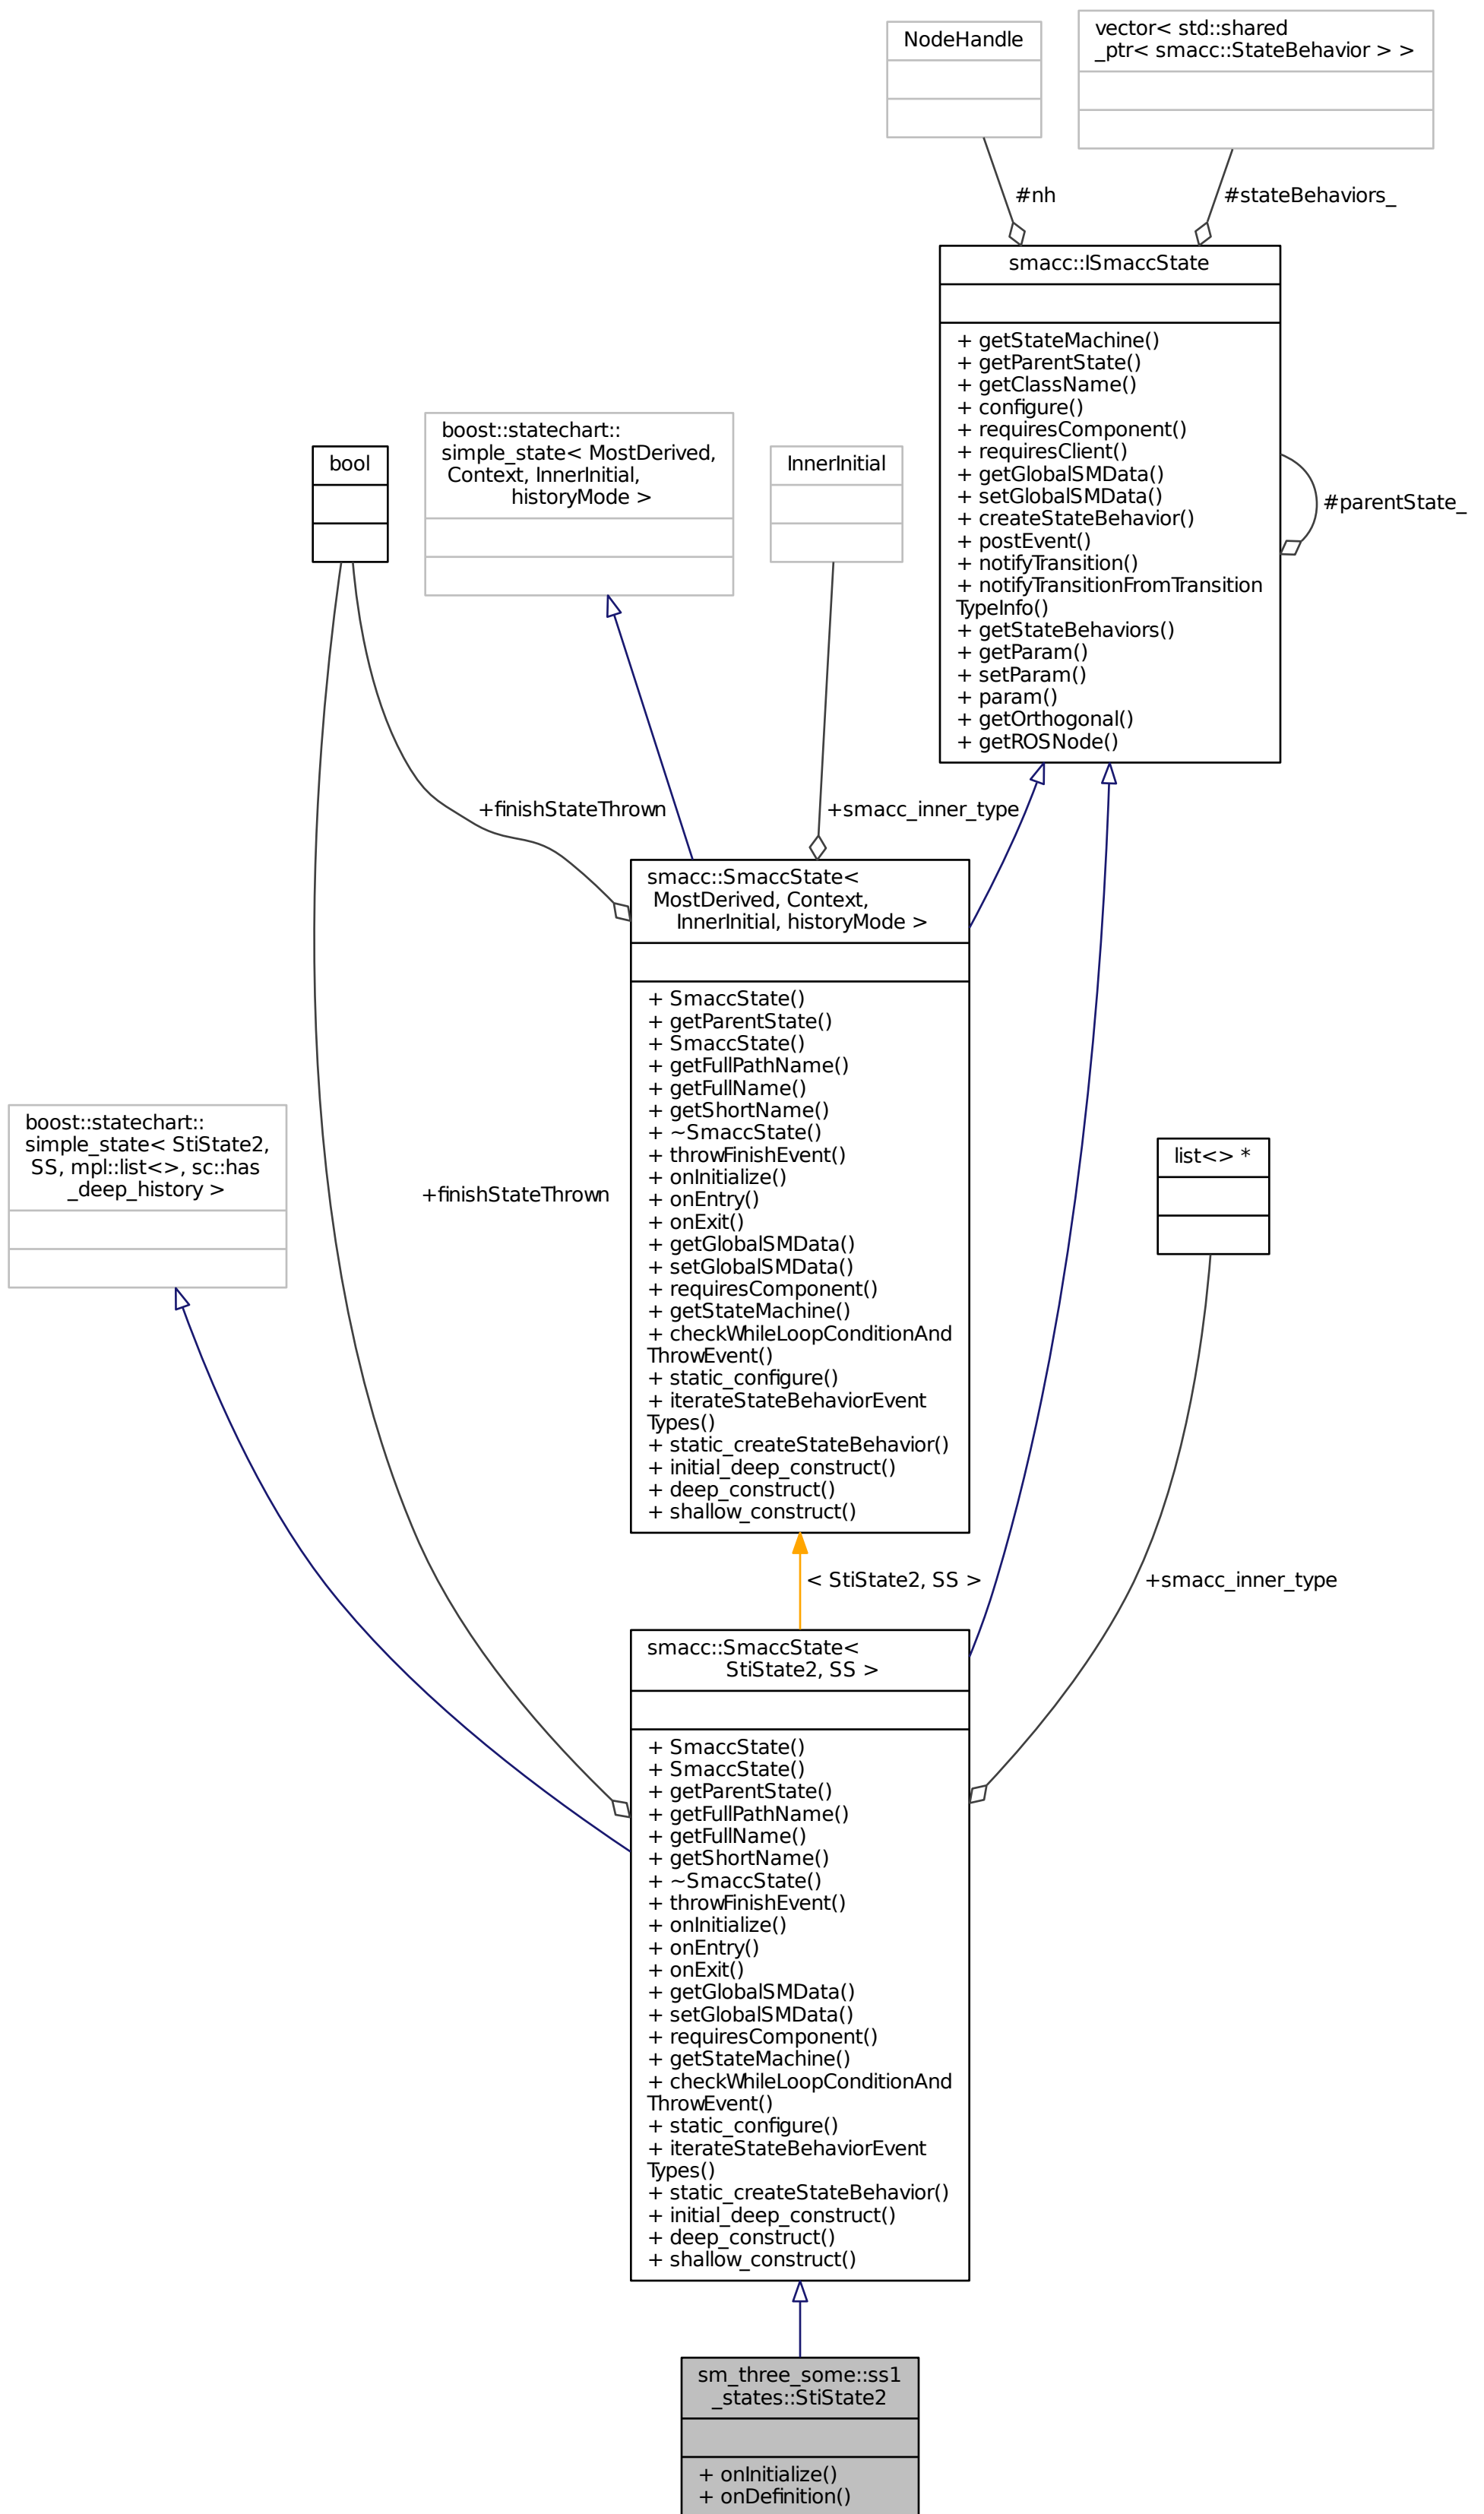 NodeHandle
vector< std::shared
_ptr< smacc::StateBehavior > >
#nh
#stateBehaviors_
smacc::ISmaccState
+ getStateMachine()
+ getParentState()
+ getClassName()
+ configure()
+ requiresComponent()
+ requiresClient()
+ getGlobalSMData()
+ setGlobalSMData()
+ createStateBehavior()
+ postEvent()
+ notifyTransition()
+ notifyTransitionFromTransition
TypeInfo()
+ getStateBehaviors()
+ getParam()
+ setParam()
+ param()
+ getOrthogonal()
+ getROSNode()
#parentState_
boost::statechart::
simple_state< MostDerived,
Context, InnerInitial,
historyMode >
bool
InnerInitial
+finishStateThrown
+smacc_inner_type
smacc::SmaccState<
MostDerived, Context,
InnerInitial, historyMode >
+ SmaccState()
+ getParentState()
+ SmaccState()
+ getFullPathName()
+ getFullName()
+ getShortName()
+ ~SmaccState()
+ throwFinishEvent()
+ onInitialize()
+ onEntry()
+ onExit()
+ getGlobalSMData()
+ setGlobalSMData()
+ requiresComponent()
+ getStateMachine()
+ checkWhileLoopConditionAnd
ThrowEvent()
+ static_configure()
+ iterateStateBehaviorEvent
Types()
+ static_createStateBehavior()
+ initial_deep_construct()
+ deep_construct()
+ shallow_construct()
boost::statechart::
simple_state< StiState2,
SS, mpl::list<>, sc::has
_deep_history >
list<> *
+finishStateThrown
< StiState2, SS >
+smacc_inner_type
smacc::SmaccState<
StiState2, SS >
+ SmaccState()
+ SmaccState()
+ getParentState()
+ getFullPathName()
+ getFullName()
+ getShortName()
+ ~SmaccState()
+ throwFinishEvent()
+ onInitialize()
+ onEntry()
+ onExit()
+ getGlobalSMData()
+ setGlobalSMData()
+ requiresComponent()
+ getStateMachine()
+ checkWhileLoopConditionAnd
ThrowEvent()
+ static_configure()
+ iterateStateBehaviorEvent
Types()
+ static_createStateBehavior()
+ initial_deep_construct()
+ deep_construct()
+ shallow_construct()
sm_three_some::ss1
_states::StiState2
+ onInitialize()
+ onDefinition()